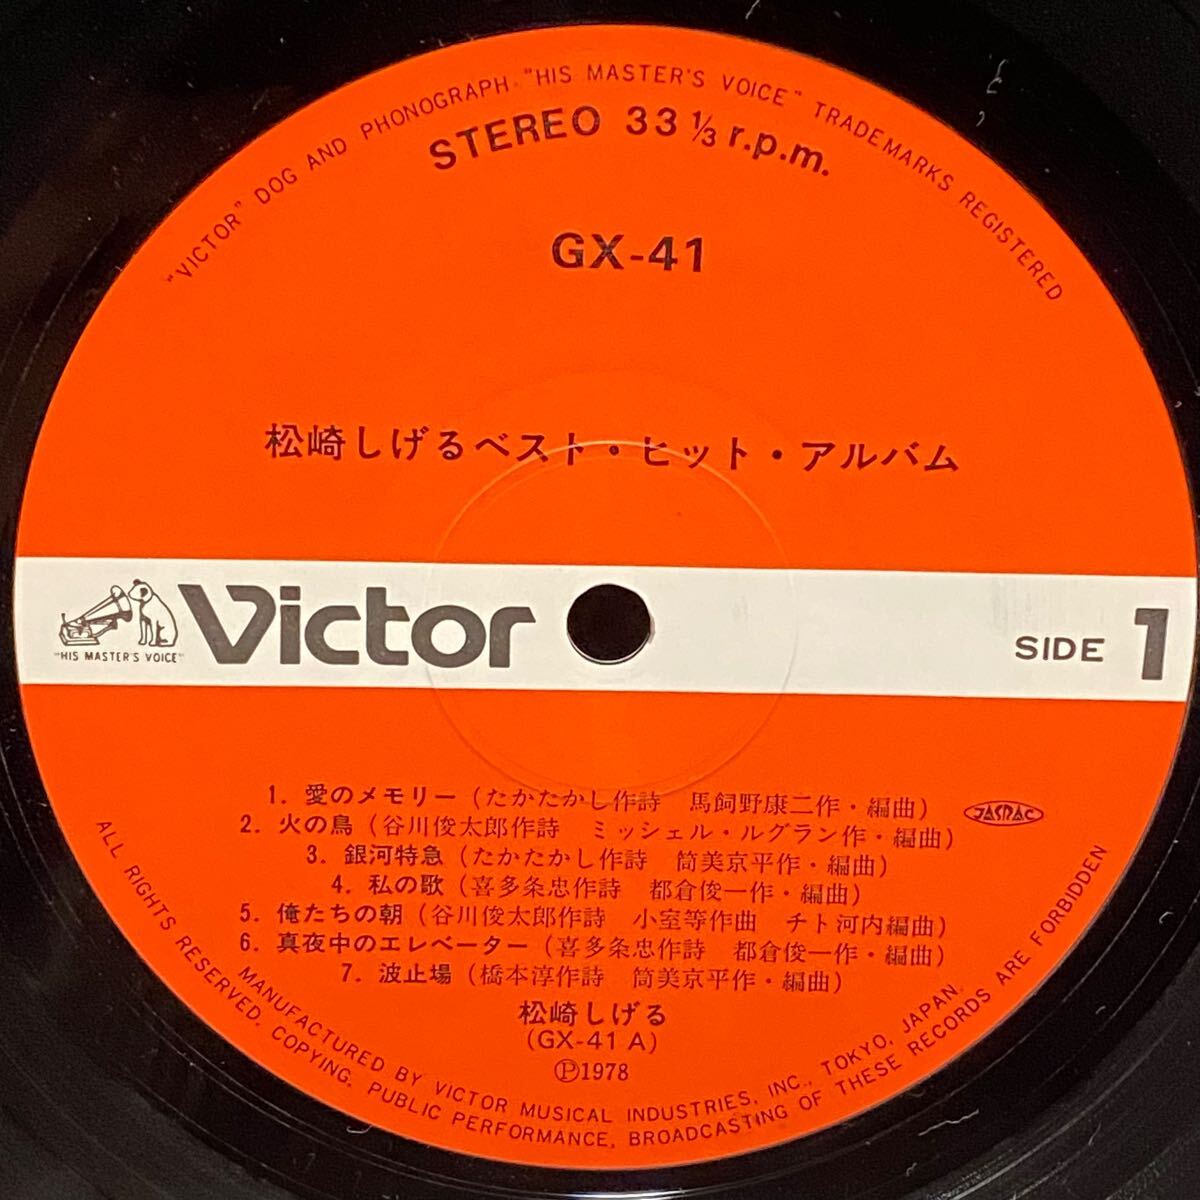 "VICTOR" DOG AND PHONOGRAPH. "HIS MASTER'S VOICE" TRADEMARKS REGISTERED
STEREO 33 1/3 r.p.m.
GX-41
松崎しげるベスト・ヒット・アルバム
"HIS MASTER'S VOICE"
Victor
SIDE 1
1. 愛のメモリー (たかたかし作詩 馬飼野康二作・編曲)
JASRAC
2. 火の鳥 (谷川俊太郎作詩 ミッシェル・ルグラン作・編曲)
3. 銀河特急 (たかたかし作詩 筒美京平作・編曲)
4. 私の歌 (喜多条忠作詩 都倉俊一作・編曲)
5. 俺たちの朝 (谷川俊太郎作詩 小室等作曲 チト河内編曲)
6. 真夜中のエレベーター (喜多条忠作詩 都倉俊一作・編曲)
7. 波止場 (橋本淳作詩 筒美京平作・編曲)
松崎しげる
(GX-41 A)
Ⓟ1978
MANUFACTURED BY VICTOR MUSICAL INDUSTRIES, INC., TOKYO, JAPAN.
ALL RIGHTS RESERVED. COPYING, PUBLIC PERFORMANCE, BROADCASTING OF THESE RECORDS ARE FORBIDDEN